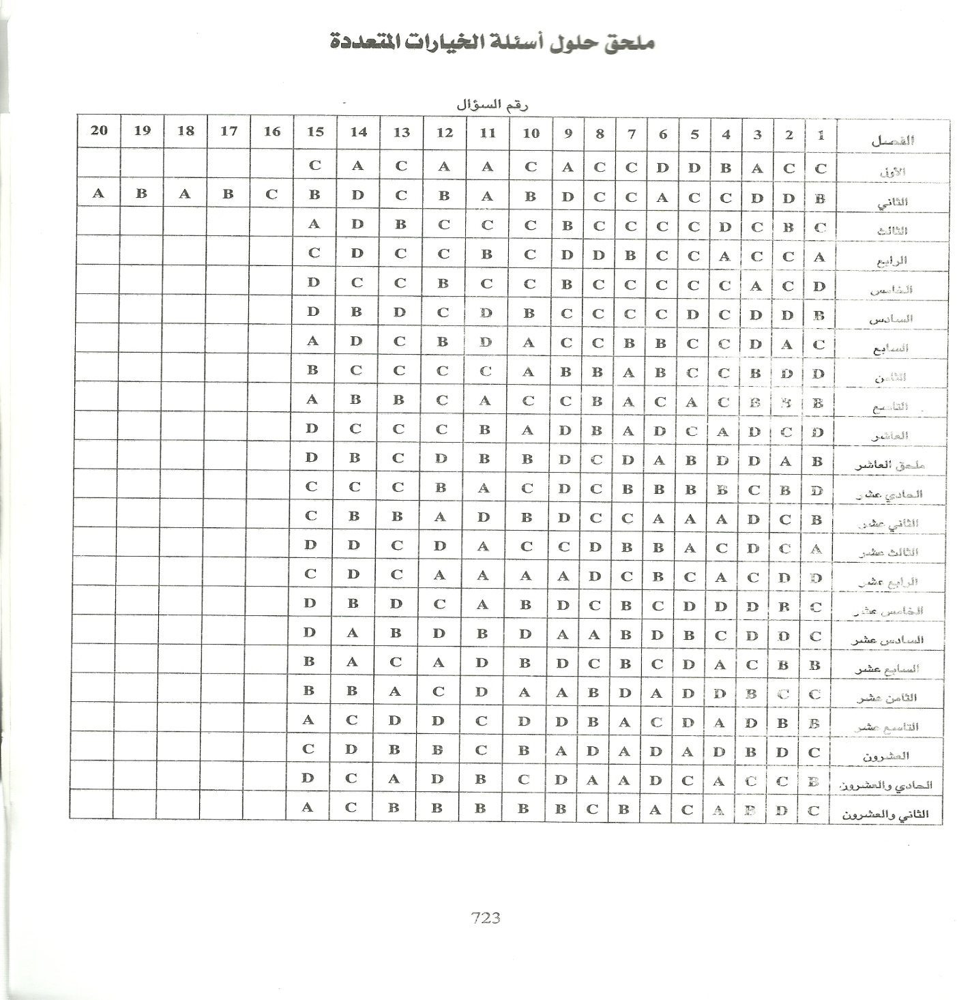 ملحق حلول أسئلة الخيارات المتعددة
رقم السؤال
الفصل 1 2 3 4 5 6 7 8 9 10 11 12 13 14 15 16 17 18 19 20
الأول C C A B D D C C A C A A C A C
الثاني B D D C C A C C D B A B C D B C B A B A
الثالث C B C D C C C C B C C C B D A
الرابع A C C A C C B D D C B C C D C
الخامس D C A C C C C C B C C B C C D
السادس B D D C D C C C C B D C D B D
السابع C A D C C B B C C A D B C D A
الثامن D D B C C B A B B A C C C C B
التاسع B B C A C A B C C A C B B A
العاشر D C D A C D A B D A B C C C D
ملحق العاشر B A D D B A D C D B B D C B D
الحادي عشر D B C B B B B C D C A B C C C
الثاني عشر B C D A A A C C D B D A B B C
الثالث عشر A C D C A B B D C C A D C D D
الرابع عشر D D C A C B C D A A A A C D C
الخامس عشر C B D D D C B C D B A C D B D
السادس عشر C D D C B D B A A D B D B A D
السابع عشر B B C A D C B C D B D A C A B
الثامن عشر C C B D D A D B A A D C A B B
التاسع عشر B B D A D C A B D D C D D C A
العشرون C D B D A D A D A B C B B D C
الحادي والعشرون B C C A C D A A D C B D A C D
الثاني والعشرون C D B A C A B C B B B B B C A
723